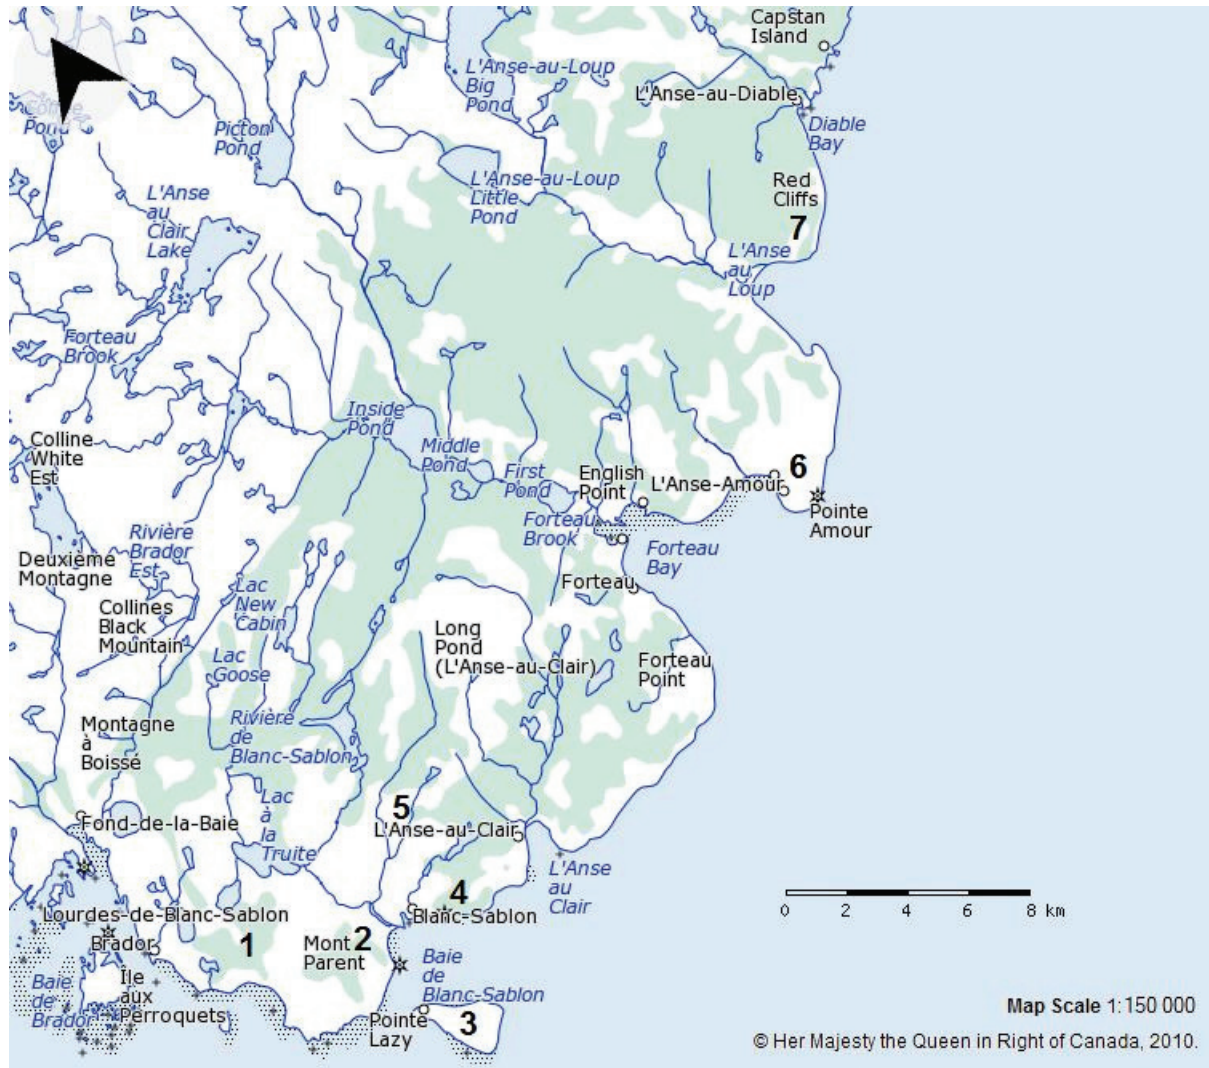 Capstan
Island
L'Anse-au-Loup
Big
Pond
L'Anse-au-Diable
Pond
Picton
Pond
Diable
Bay
L'Anse-au-Loup
Little
Pond
Red
Cliffs
7
L'Anse
au
Clair
Lake
L'Anse
au
Loup
Forteau
Brook
Inside
Pond
Colline
White
Est
Middle
Pond
First
Pond
English
Point
L'Anse-Amour
6
Pointe
Amour
Forteau
Brook
Forteau
Bay
Rivière
Brador
Est
Deuxième
Montagne
Forteau
Lac
New
Cabin
Collines
Black
Mountain
Long
Pond
(L'Anse-au-Clair)
Lac
Goose
Forteau
Point
Rivière
de
Blanc-Sablon
Montagne
à
Boissé
Lac
à
la
Truite
5
L'Anse-au-Clair
Fond-de-la-Baie
L'Anse
au
Clair
4
Blanc-Sablon
0 2 4 6 8 km
Lourdes-de-Blanc-Sablon
Brador
1
Mont
Parent
2
Baie
de
Blanc-Sablon
Île
aux
Perroquets
Baie
de
Brador
Pointe
Lazy
3
Map Scale 1:150 000
© Her Majesty the Queen in Right of Canada, 2010.